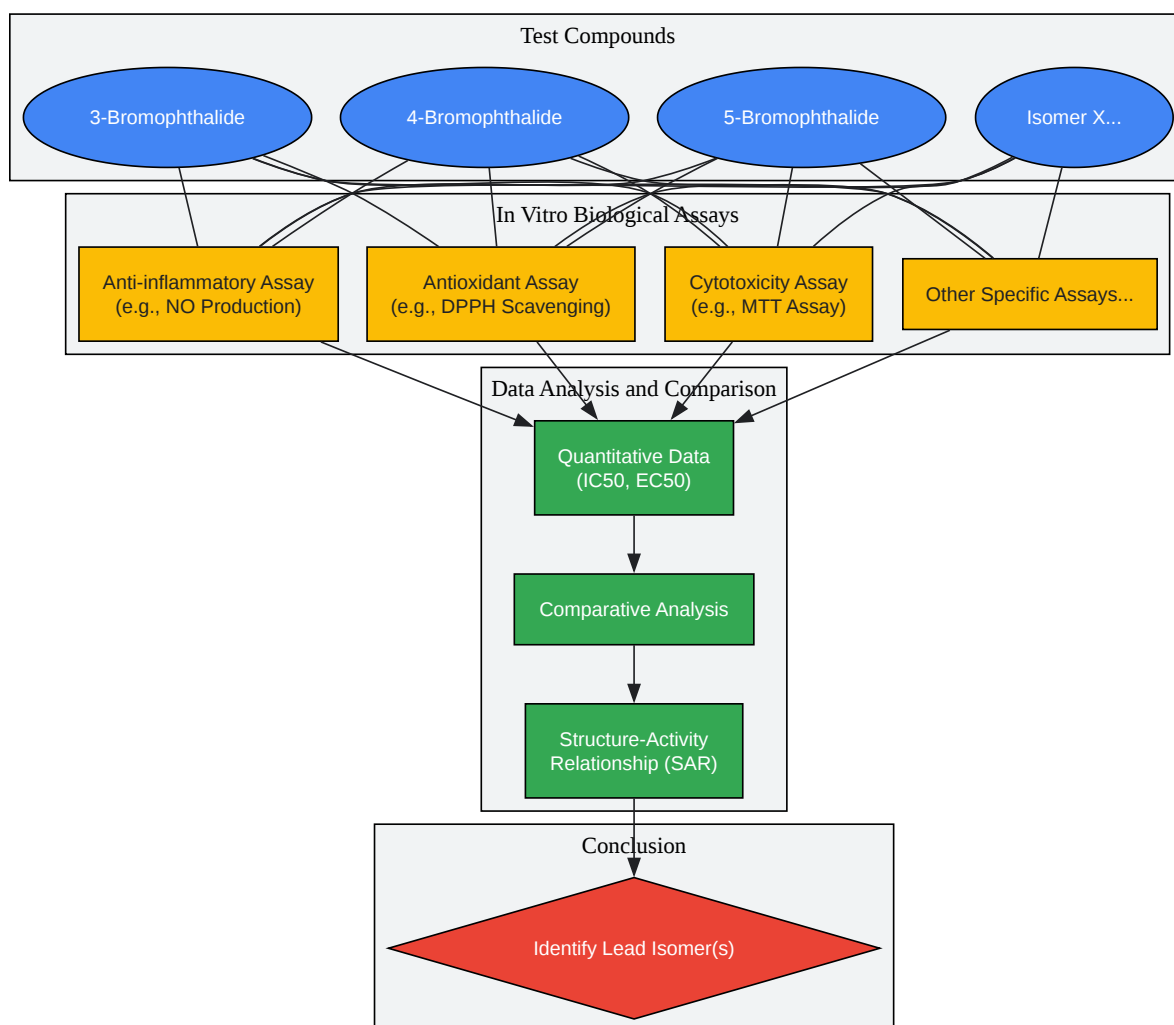 Test Compounds
3-Bromophthalide
4-Bromophthalide
5-Bromophthalide
Isomer X...
In Vitro Biological Assays
Anti-inflammatory Assay
(e.g., NO Production)
Antioxidant Assay
(e.g., DPPH Scavenging)
Cytotoxicity Assay
(e.g., MTT Assay)
Other Specific Assays...
Data Analysis and Comparison
Quantitative Data
(IC50, EC50)
Comparative Analysis
Structure-Activity
Relationship (SAR)
Conclusion
Identify Lead Isomer(s)